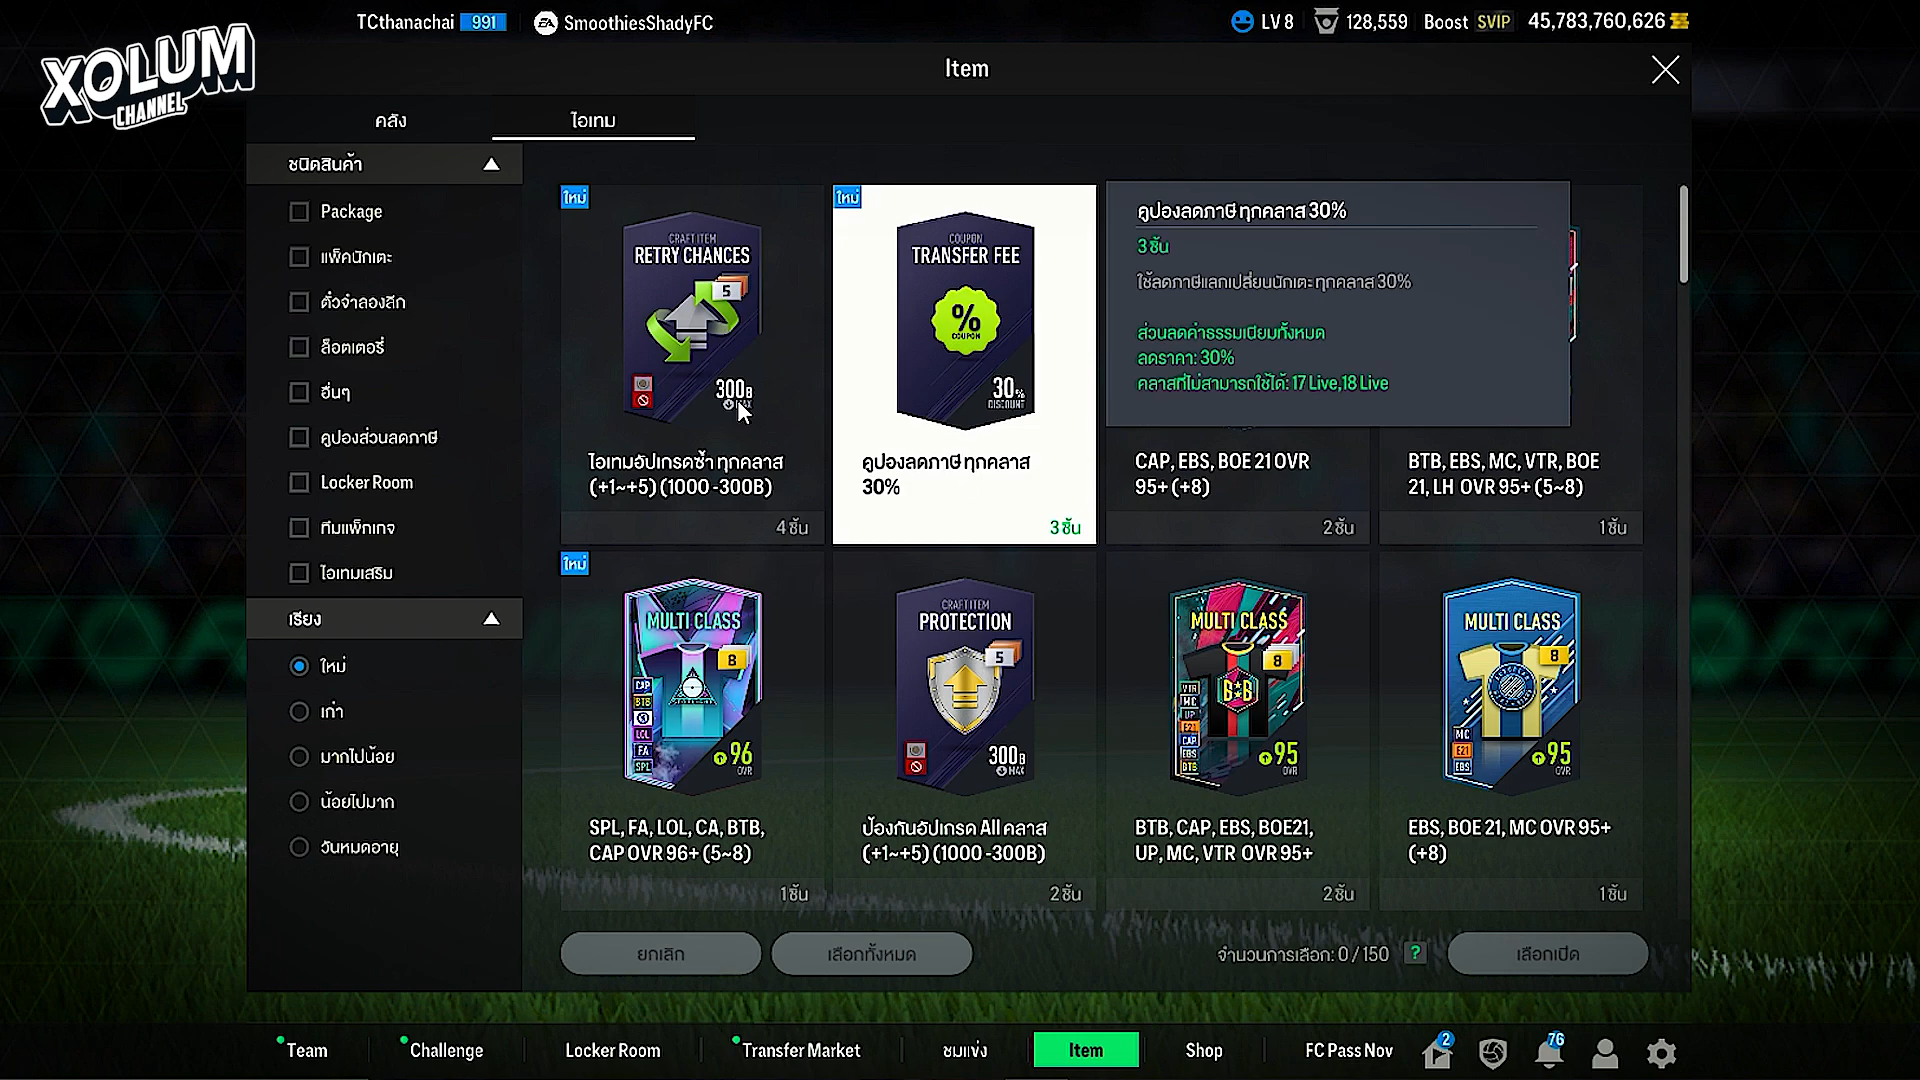 TCthanachai 991 EA SmoothiesShadyFC
LV 8 128,559 Boost SVIP 45,783,760,626
XOLUM
CHANNEL
Item
คลัง
ไอเทม
ชนิดสินค้า
Package
แพ็คนักเตะ
ตั๋วจำลองลีก
ล็อตเตอรี่
อื่นๆ
คูปองส่วนลดภาษี
Locker Room
ทีมแพ็กเกจ
ไอเทมเสริม
เรียง
ใหม่
เก่า
มากไปน้อย
น้อยไปมาก
วันหมดอายุ
ใหม่
CRAFT ITEM
RETRY CHANCES
5
300B
MAX
ไอเทมอัปเกรดซ้ำ ทุกคลาส
(+1~+5) (1000 -300B)
4 ชิ้น
ใหม่
COUPON
TRANSFER FEE
%
COUPON
30%
DISCOUNT
คูปองลดภาษี ทุกคลาส
30%
3 ชิ้น
คูปองลดภาษี ทุกคลาส 30%
3 ชิ้น
ใช้ลดภาษีแลกเปลี่ยนนักเตะ ทุกคลาส 30%
ส่วนลดค่าธรรมเนียมทั้งหมด
ลดราคา: 30%
คลาสที่ไม่สามารถใช้ได้: 17 Live,18 Live
CAP, EBS, BOE 21 OVR
95+ (+8)
2 ชิ้น
BTB, EBS, MC, VTR, BOE
21, LH OVR 95+ (5~8)
1 ชิ้น
ใหม่
MULTI CLASS
8
CAP
BTB
LOL
FA
SPL
96
OVR
SPL, FA, LOL, CA, BTB,
CAP OVR 96+ (5~8)
1 ชิ้น
CRAFT ITEM
PROTECTION
5
300B
MAX
ป้องกันอัปเกรด All คลาส
(+1~+5) (1000 -300B)
2 ชิ้น
MULTI CLASS
8
B★B
VTR
MC
UP
E21
CAP
EBS
BTB
95
OVR
BTB, CAP, EBS, BOE21,
UP, MC, VTR OVR 95+
2 ชิ้น
MULTI CLASS
8
MC
E21
EBS
95
OVR
EBS, BOE 21, MC OVR 95+
(+8)
1 ชิ้น
ยกเลิก
เลือกทั้งหมด
จำนวนการเลือก: 0 / 150 ?
เลือกเปิด
Team
Challenge
Locker Room
Transfer Market
ชมแข่ง
Item
Shop
FC Pass Nov
2
76